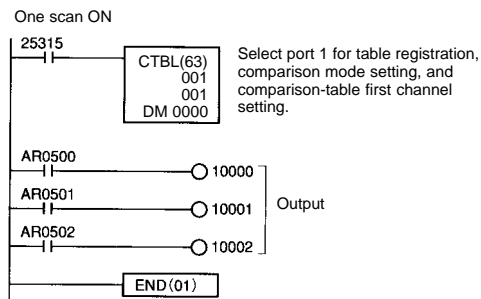 One scan ON
25315
CTBL(63)
001
001
DM 0000
Select port 1 for table registration,
comparison mode setting, and
comparison-table first channel
setting.
AR0500
10000
AR0501
10001
Output
AR0502
10002
END(01)